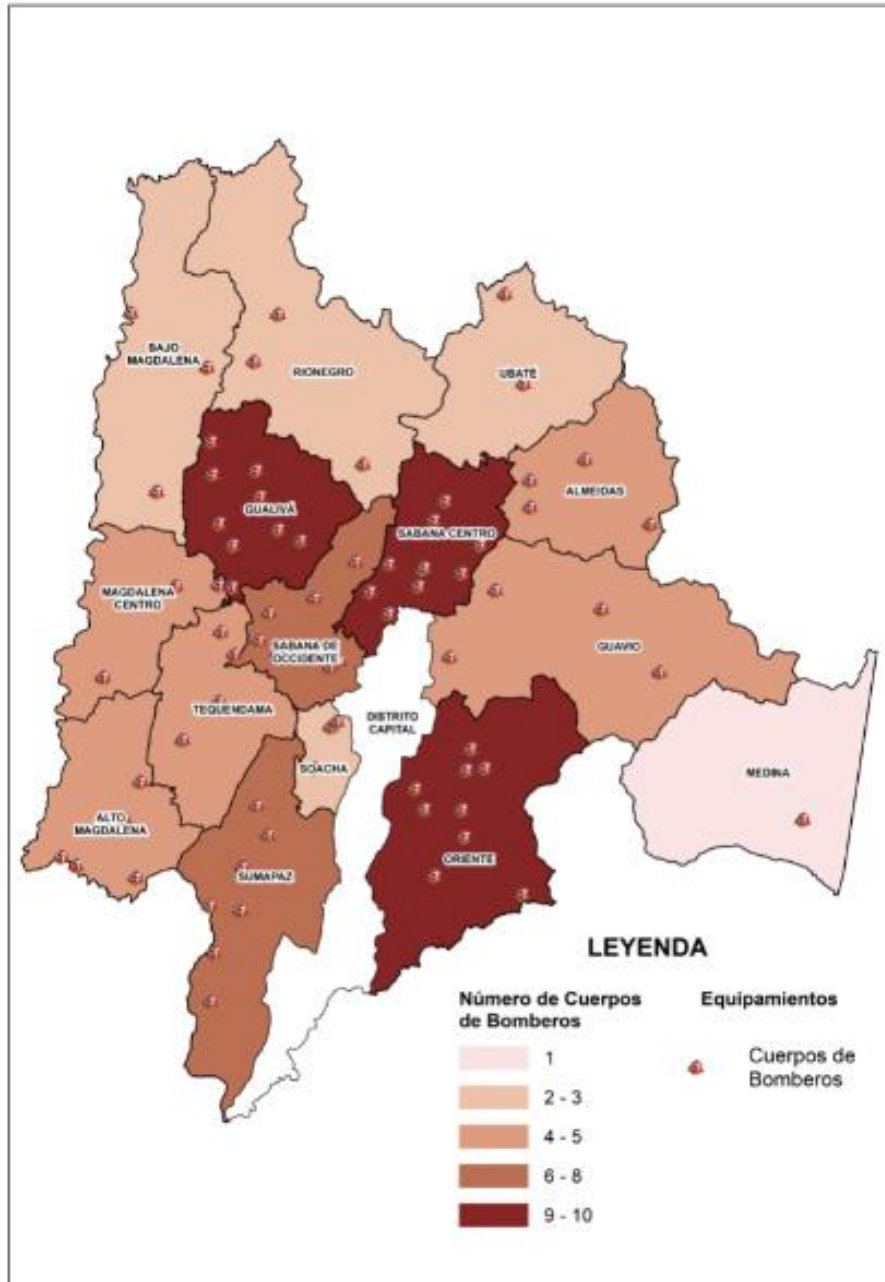 BAJO
MAGDALENA
RIONEGRO
UBATÉ
ALMEIDAS
GUALIVÁ
SABANA CENTRO
MAGDALENA
CENTRO
SABANA DE
OCCIDENTE
GUAVIO
TEQUENDAMA
DISTRITO
CAPITAL
SOACHA
MEDINA
ALTO
MAGDALENA
SUMAPAZ
ORIENTE
LEYENDA
Número de Cuerpos
de Bomberos
1
2 - 3
4 - 5
6 - 8
9 - 10
Equipamientos
Cuerpos de
Bomberos